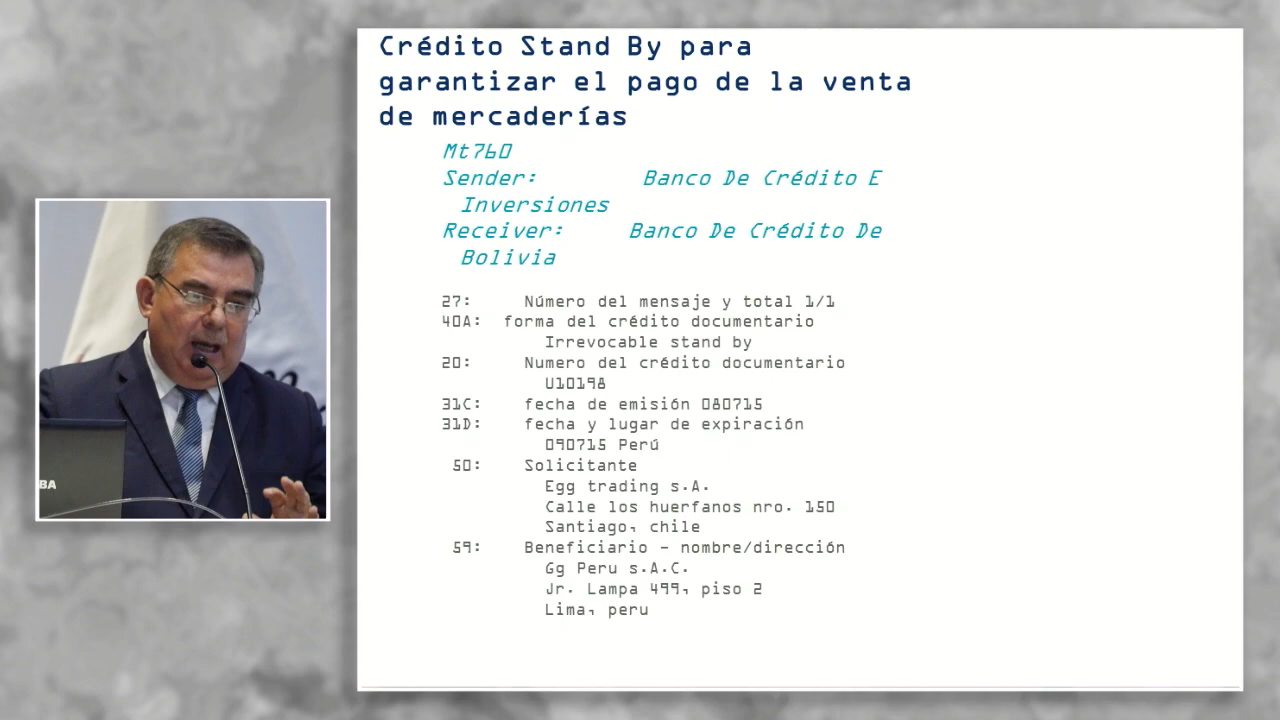 Crédito Stand By para
garantizar el pago de la venta
de mercaderías
Mt760
Sender: Banco De Crédito E
Inversiones
Receiver: Banco De Crédito De
Bolivia
27: Número del mensaje y total 1/1
40A: forma del crédito documentario
Irrevocable stand by
20: Numero del crédito documentario
U10198
31C: fecha de emisión 080715
31D: fecha y lugar de expiración
090715 Perú
50: Solicitante
Egg trading s.A.
Calle los huerfanos nro. 150
Santiago, chile
59: Beneficiario - nombre/dirección
Gg Peru s.A.C.
Jr. Lampa 499, piso 2
Lima, peru
BA